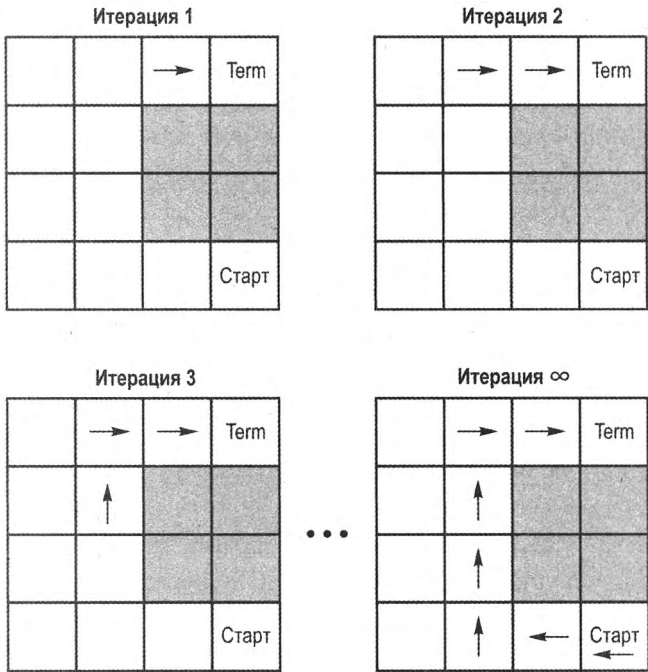 Итерация 1
Итерация 2
Term
Term
Старт
Старт
Итерация 3
Итерация ∞
Term
Term
Старт
Старт